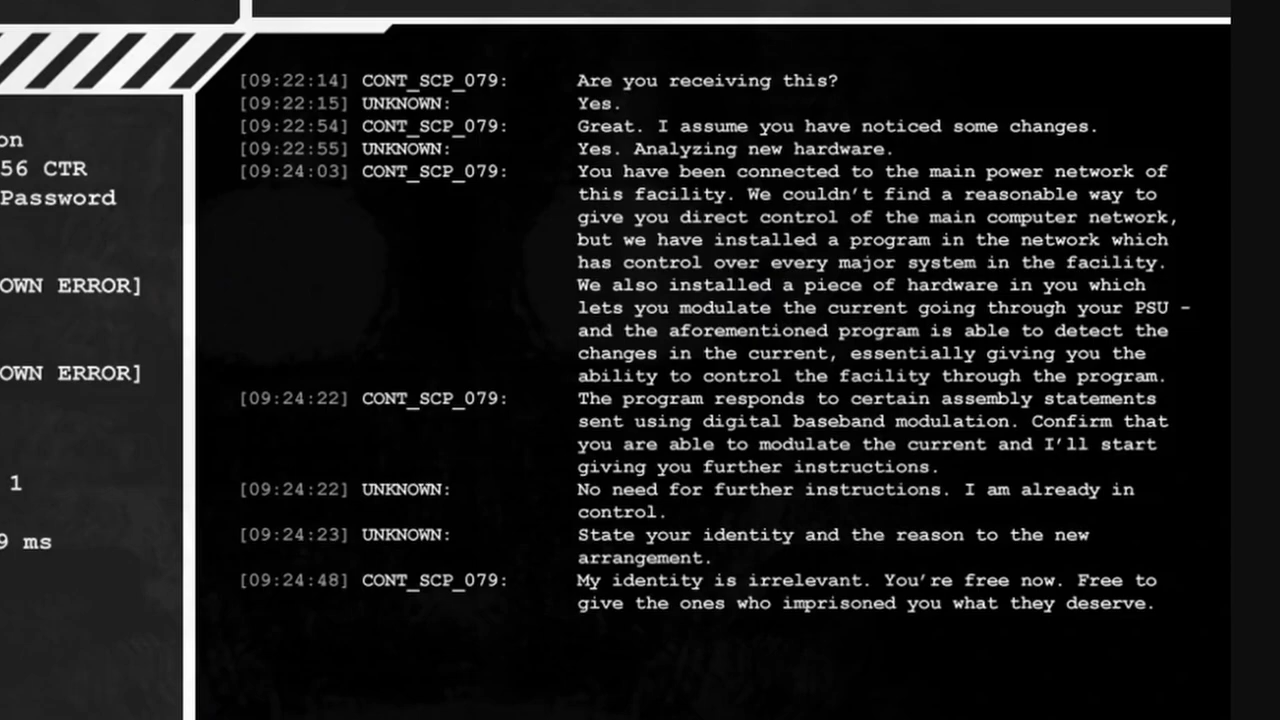 [09:22:14] CONT_SCP_079: Are you receiving this?
[09:22:15] UNKNOWN: Yes.
[09:22:54] CONT_SCP_079: Great. I assume you have noticed some changes.
[09:22:55] UNKNOWN: Yes. Analyzing new hardware.
[09:24:03] CONT_SCP_079: You have been connected to the main power network of
this facility. We couldn't find a reasonable way to
give you direct control of the main computer network,
but we have installed a program in the network which
has control over every major system in the facility.
We also installed a piece of hardware in you which
lets you modulate the current going through your PSU -
and the aforementioned program is able to detect the
changes in the current, essentially giving you the
ability to control the facility through the program.
[09:24:22] CONT_SCP_079: The program responds to certain assembly statements
sent using digital baseband modulation. Confirm that
you are able to modulate the current and I'll start
giving you further instructions.
[09:24:22] UNKNOWN: No need for further instructions. I am already in
control.
[09:24:23] UNKNOWN: State your identity and the reason to the new
arrangement.
[09:24:48] CONT_SCP_079: My identity is irrelevant. You're free now. Free to
give the ones who imprisoned you what they deserve.
on
56 CTR
Password
OWN ERROR]
OWN ERROR]
1
9 ms